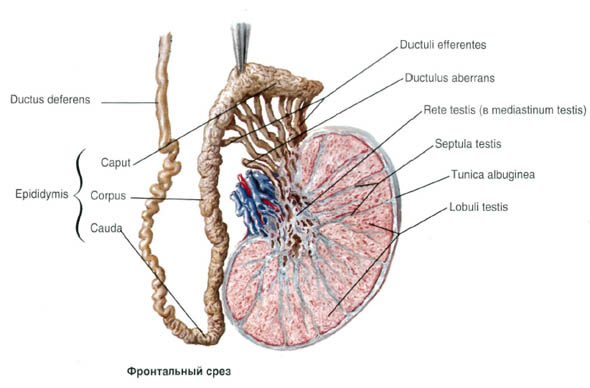 Ductus deferens
Epididymis
Caput
Corpus
Cauda
Ductuli efferentes
Ductulus aberrans
Rete testis (в mediastinum testis)
Septula testis
Tunica albuginea
Lobuli testis
Фронтальный срез